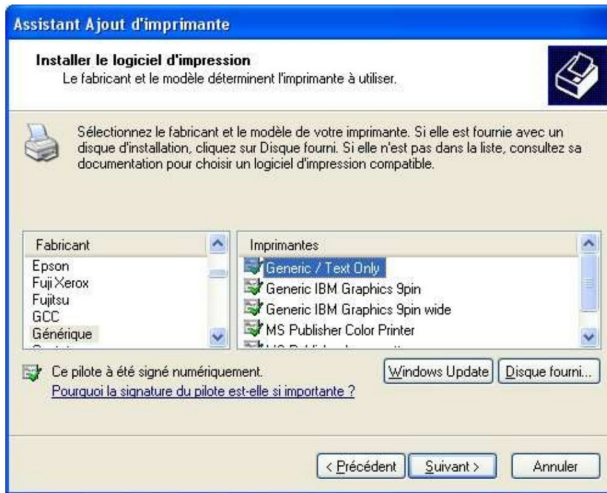 Assistant Ajout d'imprimante
Installer le logiciel d'impression
Le fabricant et le modèle déterminent l'imprimante à utiliser.
Sélectionnez le fabricant et le modèle de votre imprimante. Si elle est fournie avec un
disque d'installation, cliquez sur Disque fourni. Si elle n'est pas dans la liste, consultez sa
documentation pour choisir un logiciel d'impression compatible.
Fabricant
Epson
Fuji Xerox
Fujitsu
GCC
Générique
Imprimantes
Generic / Text Only
Generic IBM Graphics 9pin
Generic IBM Graphics 9pin wide
MS Publisher Color Printer
Ce pilote à été signé numériquement.
Pourquoi la signature du pilote est-elle si importante ?
Windows Update
Disque fourni...
< Précédent
Suivant >
Annuler